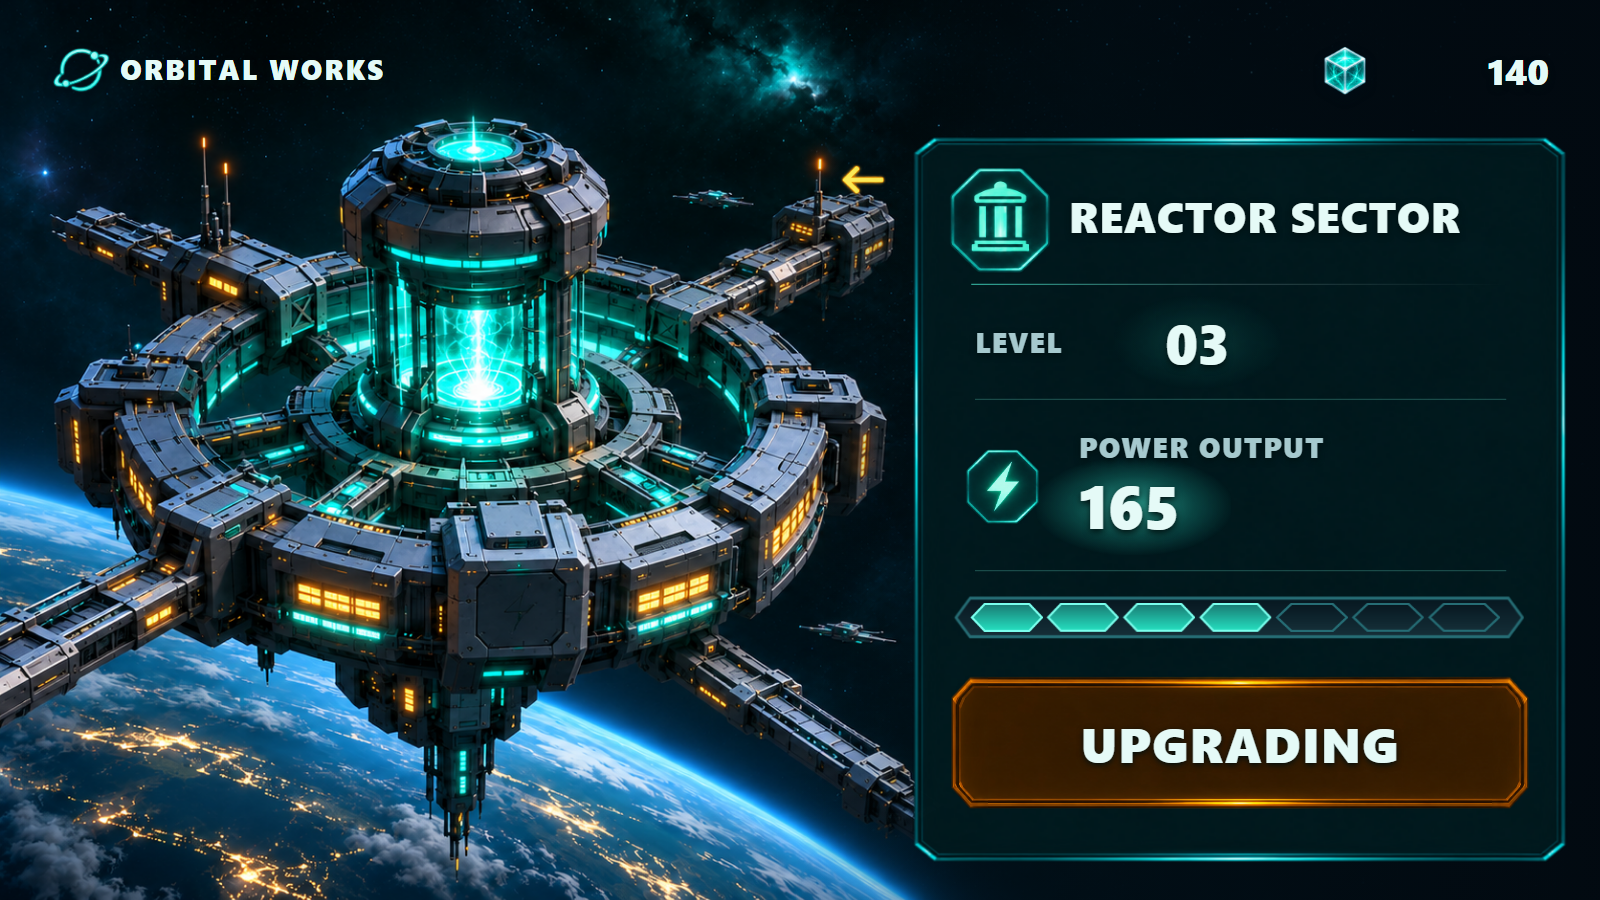 ORBITAL WORKS
140
REACTOR SECTOR
LEVEL 03
POWER OUTPUT
165
UPGRADING